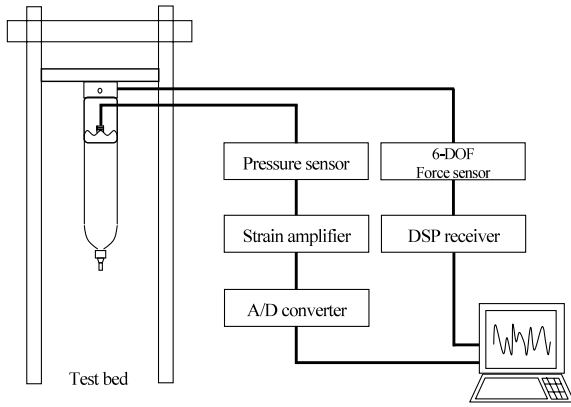 Pressure sensor
6-DOF
Force sensor
Strain amplifier
DSP receiver
A/D converter
Test bed